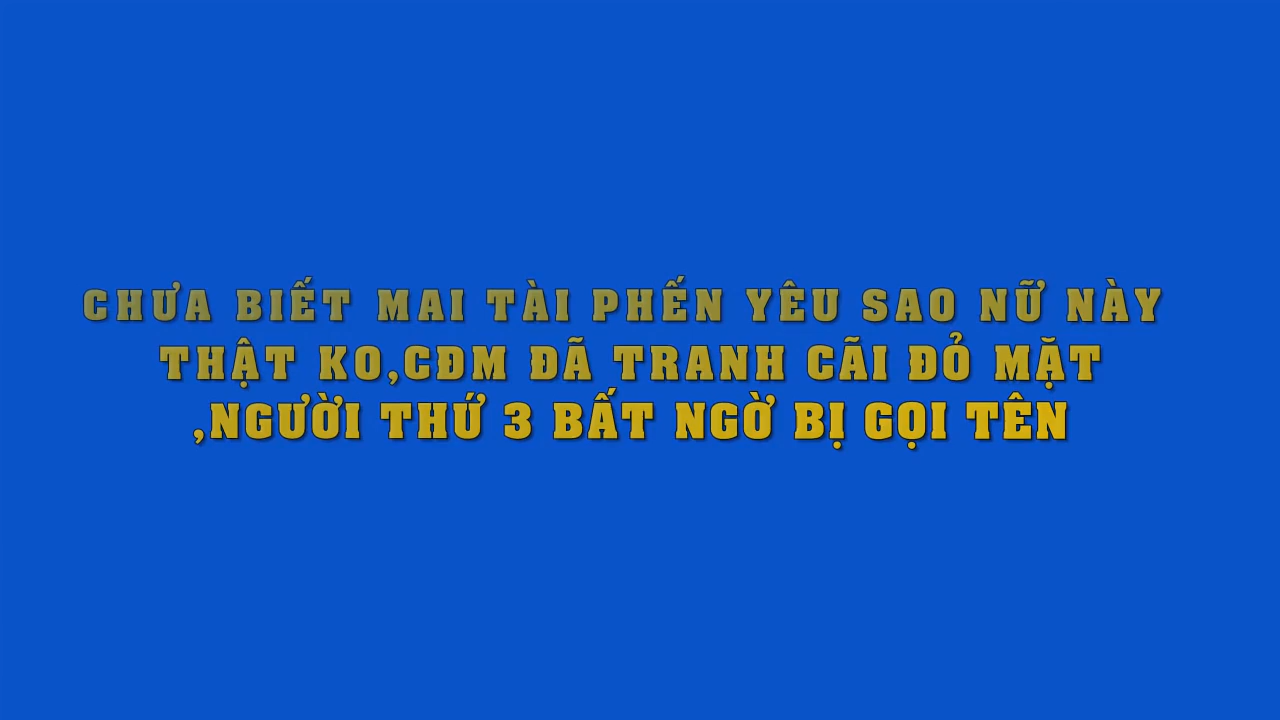 CHƯA BIẾT MAI TÀI PHẾN YÊU SAO NỮ NÀY
THẬT KO,CĐM ĐÃ TRANH CÃI ĐỎ MẶT
,NGƯỜI THỨ 3 BẤT NGỜ BỊ GỌI TÊN